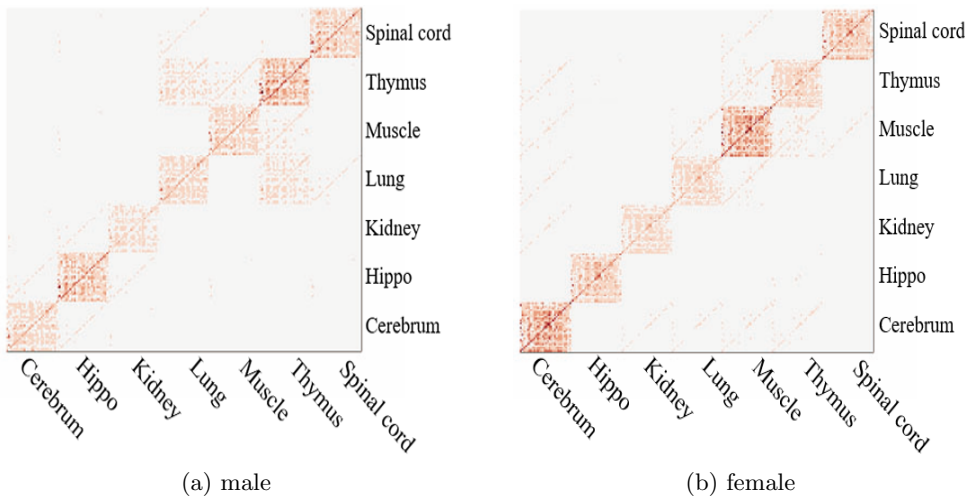 Spinal cord
Thymus
Muscle
Lung
Kidney
Hippo
Cerebrum
Cerebrum
Hippo
Kidney
Lung
Muscle
Thymus
Spinal cord
(a) male
Spinal cord
Thymus
Muscle
Lung
Kidney
Hippo
Cerebrum
Cerebrum
Hippo
Kidney
Lung
Muscle
Thymus
Spinal cord
(b) female